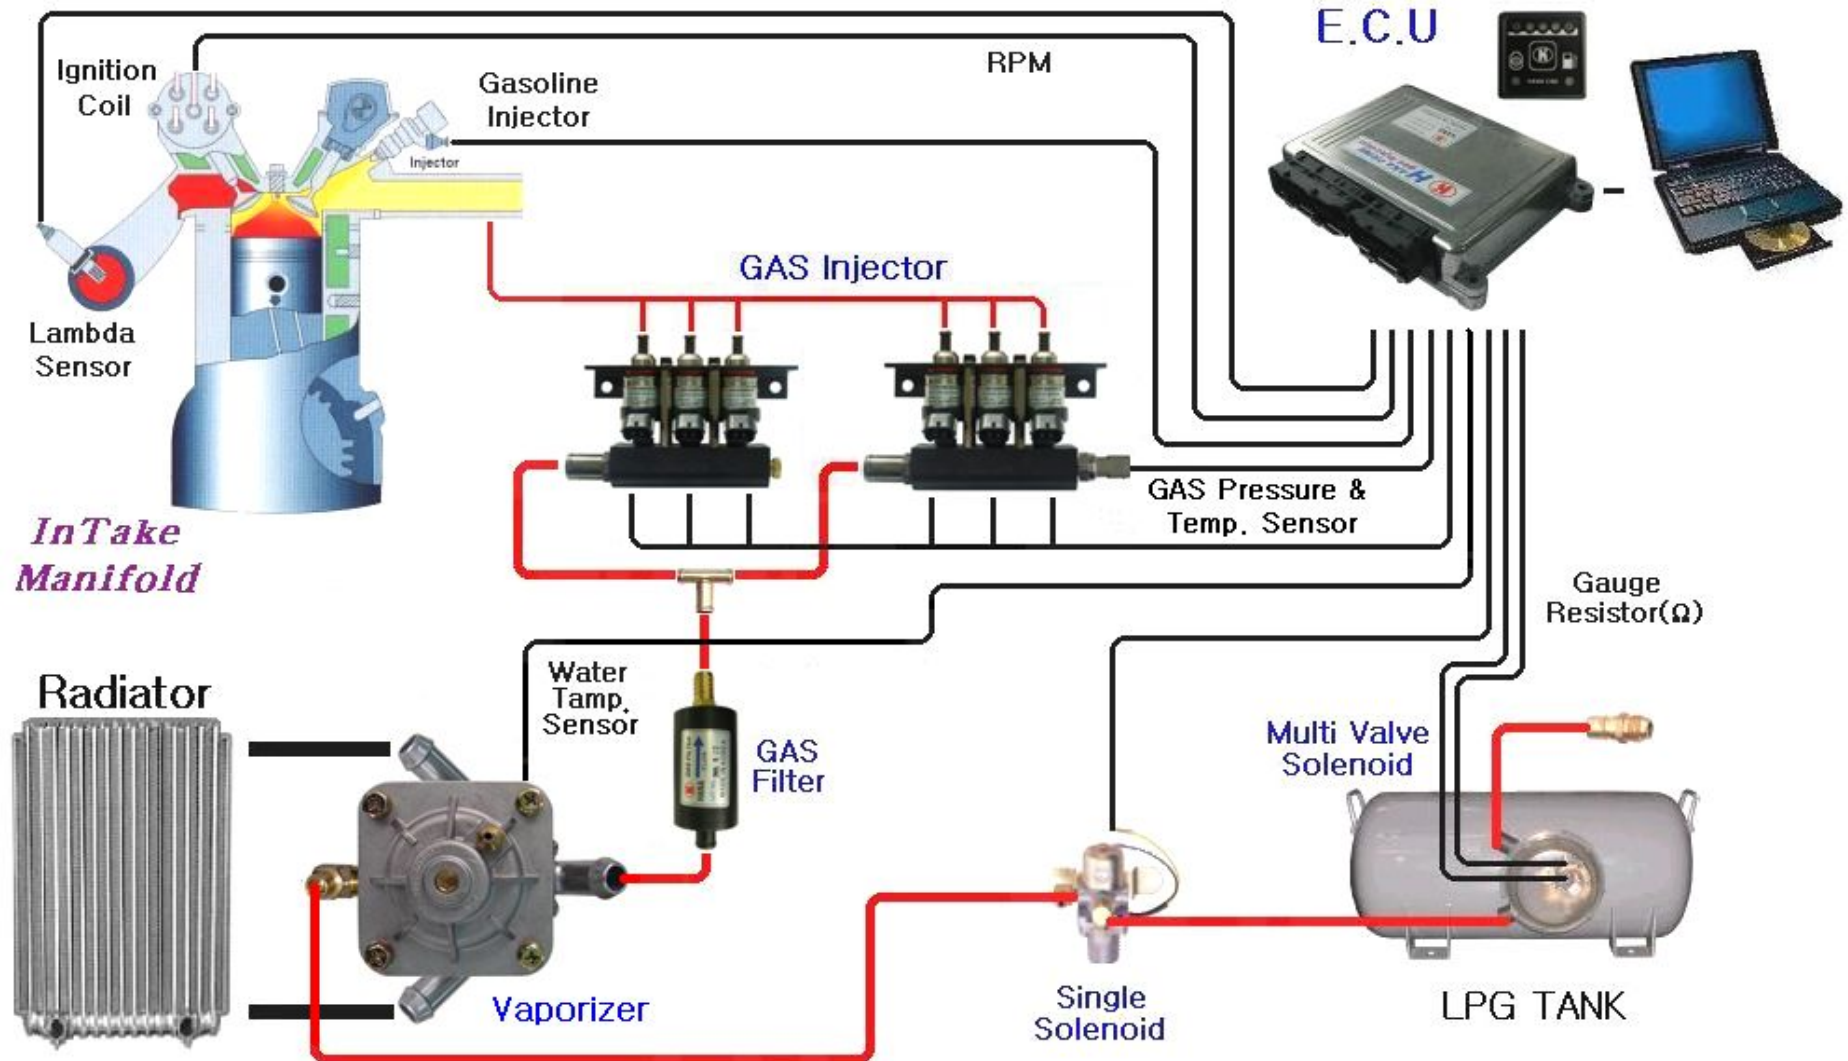 E.C.U
RPM
Ignition
Coil
Gasoline
Injector
Injector
K
H
K
GAS Injector
Lambda
Sensor
GAS Pressure &
Temp. Sensor
InTake
Manifold
Gauge
Resistor(Ω)
Water
Tamp.
Sensor
Radiator
GAS
Filter
Multi Valve
Solenoid
Vaporizer
Single
Solenoid
LPG TANK